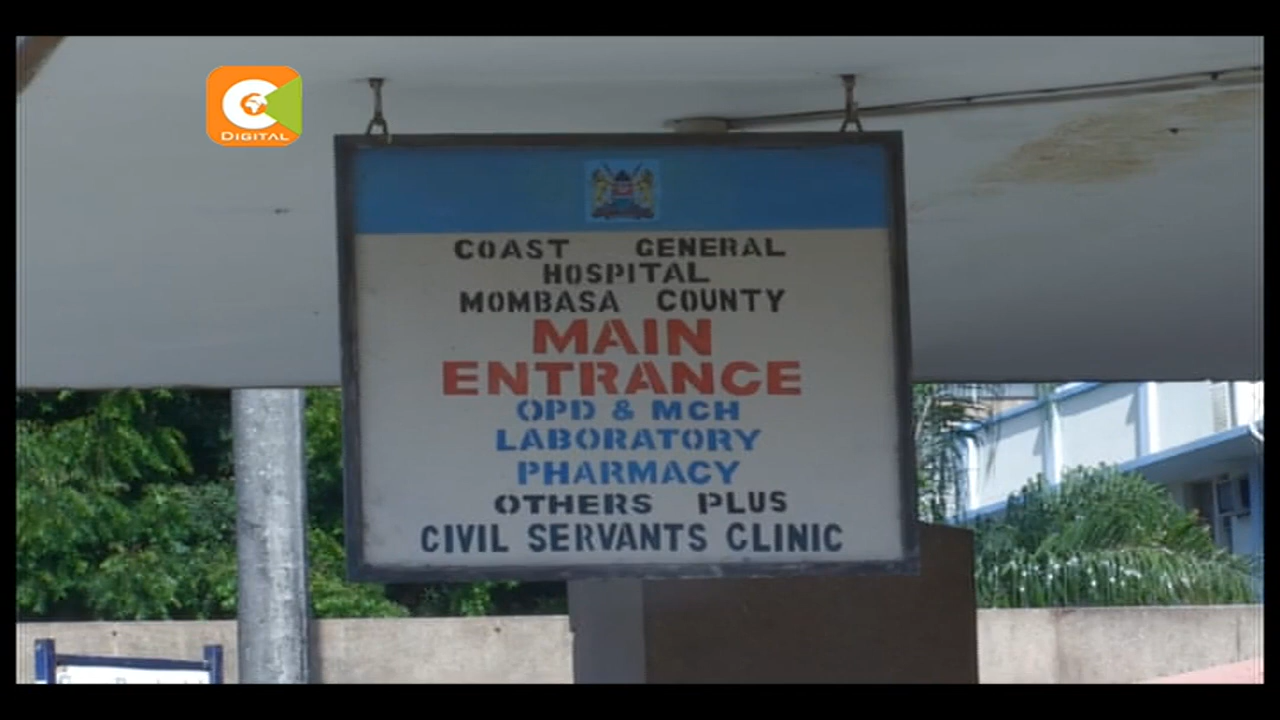 DIGITAL
COAST GENERAL
HOSPITAL
MOMBASA COUNTY
MAIN
ENTRANCE
OPD & MCH
LABORATORY
PHARMACY
OTHERS PLUS
CIVIL SERVANTS CLINIC